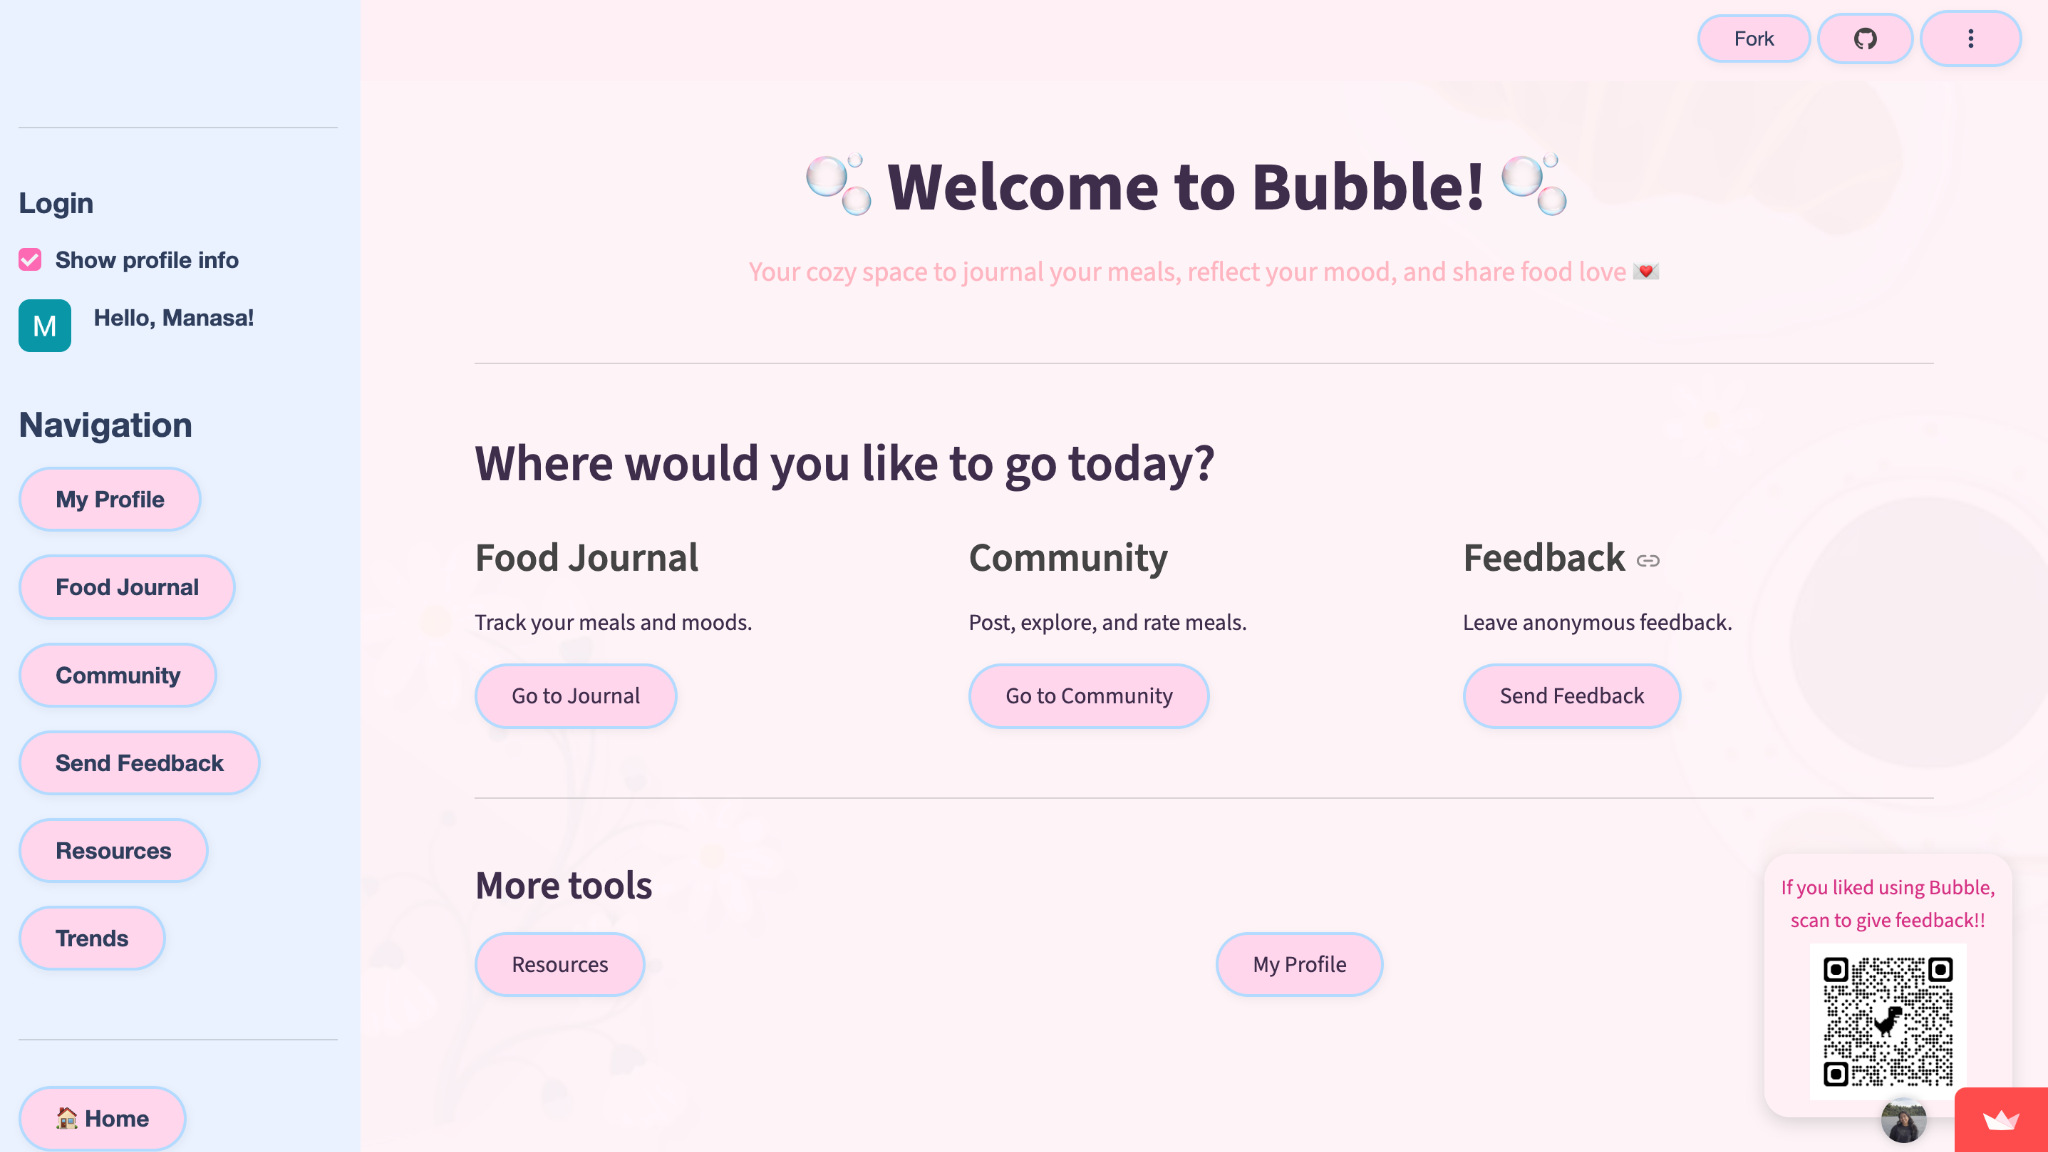 Fork
Login
Show profile info
M
Hello, Manasa!
Navigation
My Profile
Food Journal
Community
Send Feedback
Resources
Trends
🏠 Home
🫧 Welcome to Bubble! 🫧
Your cozy space to journal your meals, reflect your mood, and share food love 💌
Where would you like to go today?
Food Journal
Track your meals and moods.
Go to Journal
Community
Post, explore, and rate meals.
Go to Community
Feedback
Leave anonymous feedback.
Send Feedback
More tools
Resources
My Profile
If you liked using Bubble,
scan to give feedback!!